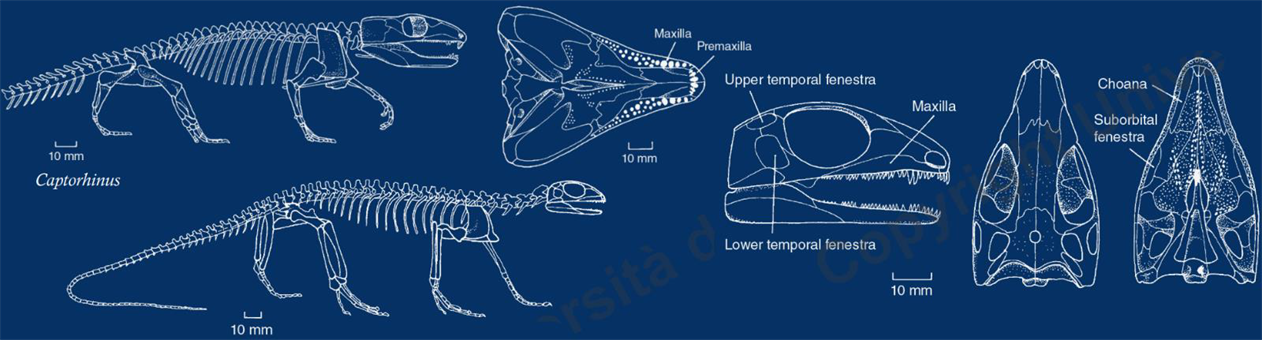 10 mm
Captorhinus
10 mm
Maxilla
Premaxilla
10 mm
Upper temporal fenestra
Maxilla
Lower temporal fenestra
10 mm
Choana
Suborbital
fenestra